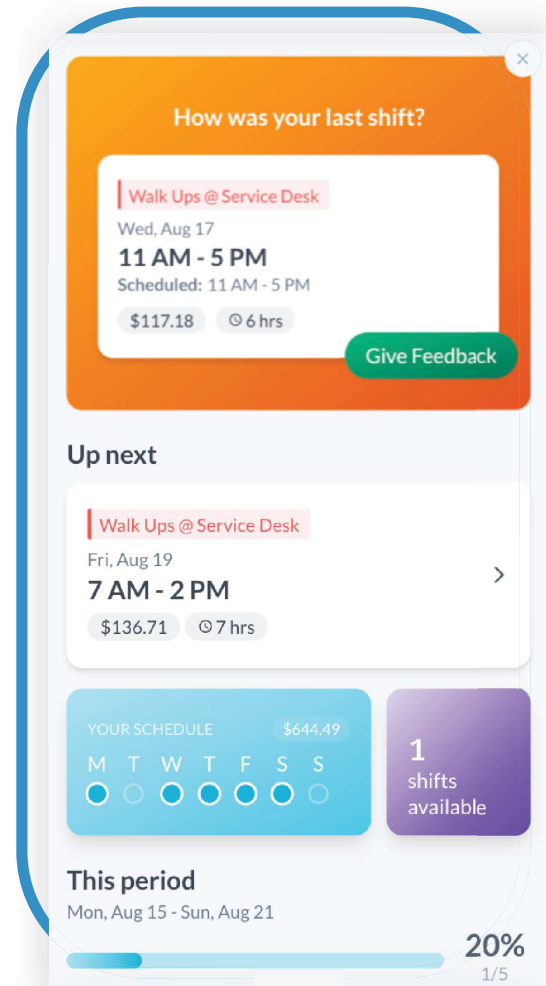 How was your last shift?
Walk Ups @ Service Desk
Wed, Aug 17
11 AM - 5 PM
Scheduled: 11 AM - 5 PM
$117.18 6 hrs
Give Feedback
Up next
Walk Ups @ Service Desk
Fri, Aug 19
7 AM - 2 PM
$136.71 7 hrs
YOUR SCHEDULE $644.49
M T W T F S S
1
shifts
available
This period
Mon, Aug 15 - Sun, Aug 21
20%
1/5